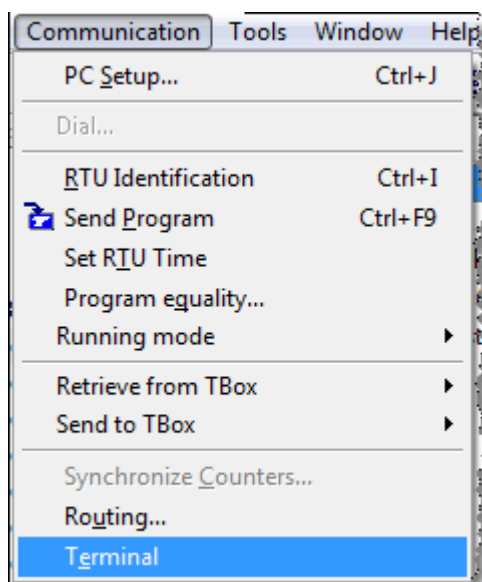 Communication Tools Window Help
PC Setup... Ctrl+J
Dial...
RTU Identification Ctrl+I
Send Program Ctrl+F9
Set RTU Time
Program equality...
Running mode
Retrieve from TBox
Send to TBox
Synchronize Counters...
Routing...
Terminal